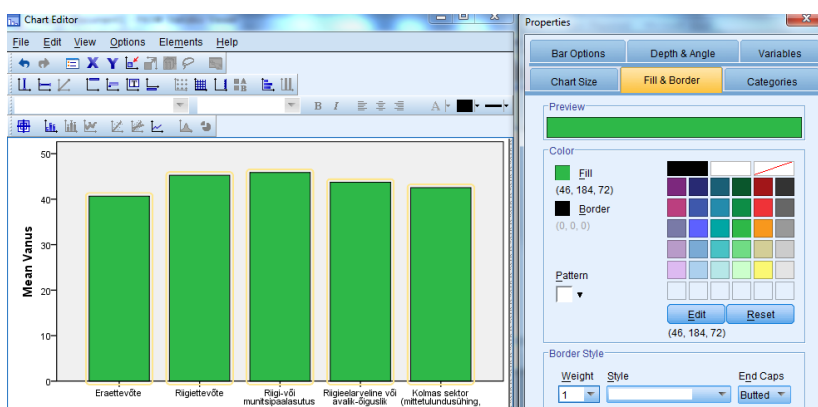 Chart Editor
File Edit View Options Elements Help
X Y
B I A
50
40
30
20
10
0
Mean Vanus
Eraettevõte
Riigiettevõte
Riigi-või
munitsipaalasutus
Riigieelarveline või
avalik-õiguslik
Kolmas sektor
(mittetulundusühing,
Properties
Bar Options Depth & Angle Variables
Chart Size Fill & Border Categories
Preview
Color
Fill
(46, 184, 72)
Border
(0, 0, 0)
Pattern
Edit Reset
(46, 184, 72)
Border Style
Weight Style End Caps
1 Butted